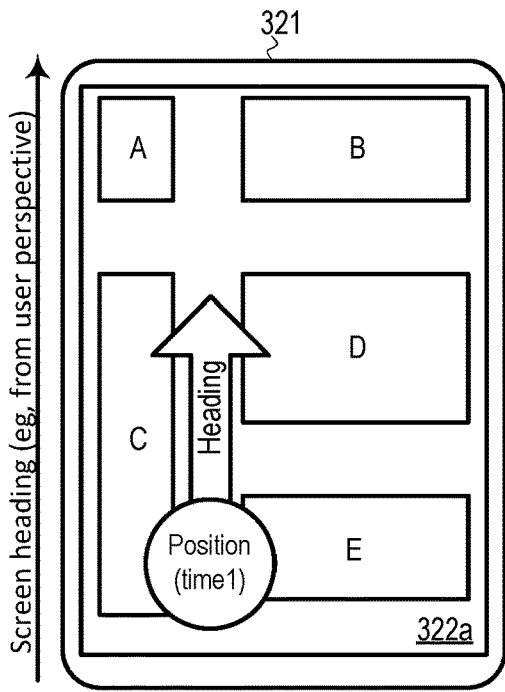 321
Screen heading (eg, from user perspective)
A
B
C
D
Heading
Position
(time1)
E
322a